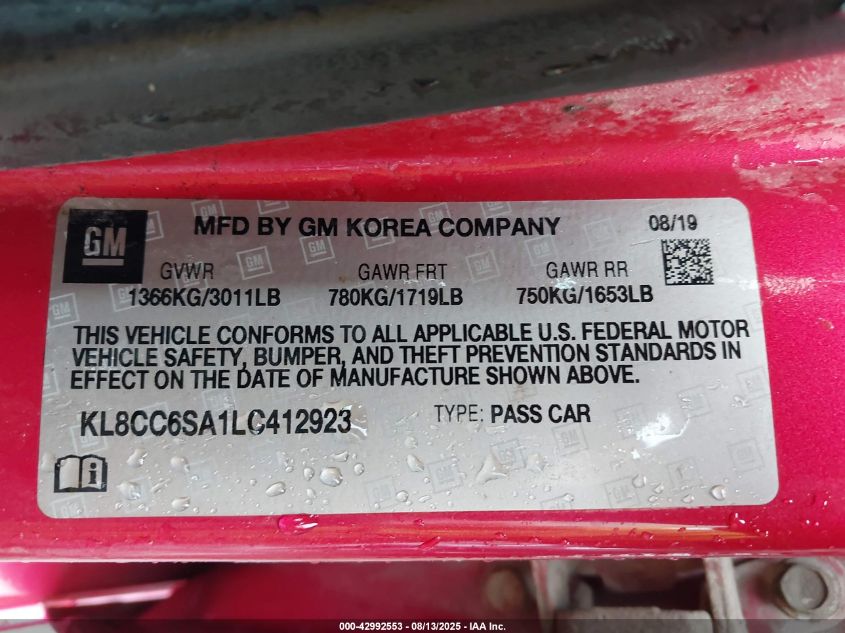 GM
MFD BY GM KOREA COMPANY
08/19
GVWR
GAWR FRT
GAWR RR
1366KG/3011LB
780KG/1719LB
750KG/1653LB
THIS VEHICLE CONFORMS TO ALL APPLICABLE U.S. FEDERAL MOTOR
VEHICLE SAFETY, BUMPER, AND THEFT PREVENTION STANDARDS IN
EFFECT ON THE DATE OF MANUFACTURE SHOWN ABOVE.
KL8CC6SA1LC412923
TYPE: PASS CAR
000-42992553 - 08/13/2025 - IAA Inc.